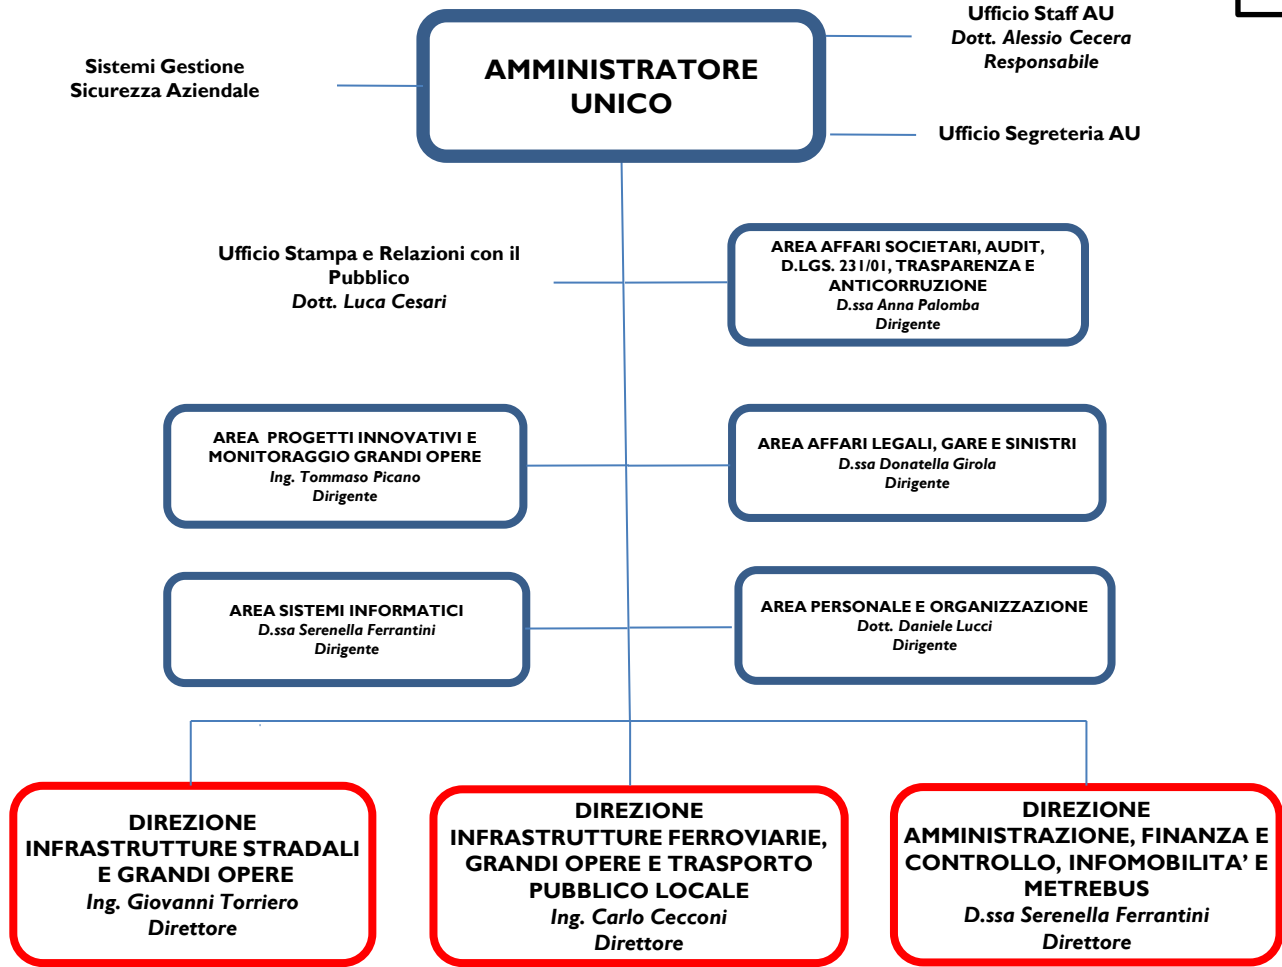 Ufficio Staff AU
Dott. Alessio Cecera
Responsabile
Sistemi Gestione
Sicurezza Aziendale
AMMINISTRATORE
UNICO
Ufficio Segreteria AU
Ufficio Stampa e Relazioni con il
Pubblico
Dott. Luca Cesari
AREA AFFARI SOCIETARI, AUDIT,
D.LGS. 231/01, TRASPARENZA E
ANTICORRUZIONE
D.ssa Anna Palomba
Dirigente
AREA PROGETTI INNOVATIVI E
MONITORAGGIO GRANDI OPERE
Ing. Tommaso Picano
Dirigente
AREA AFFARI LEGALI, GARE E SINISTRI
D.ssa Donatella Girola
Dirigente
AREA SISTEMI INFORMATICI
D.ssa Serenella Ferrantini
Dirigente
AREA PERSONALE E ORGANIZZAZIONE
Dott. Daniele Lucci
Dirigente
DIREZIONE
INFRASTRUTTURE STRADALI
E GRANDI OPERE
Ing. Giovanni Torriero
Direttore
DIREZIONE
INFRASTRUTTURE FERROVIARIE,
GRANDI OPERE E TRASPORTO
PUBBLICO LOCALE
Ing. Carlo Cecconi
Direttore
DIREZIONE
AMMINISTRAZIONE, FINANZA E
CONTROLLO, INFOMOBILITA’ E
METREBUS
D.ssa Serenella Ferrantini
Direttore